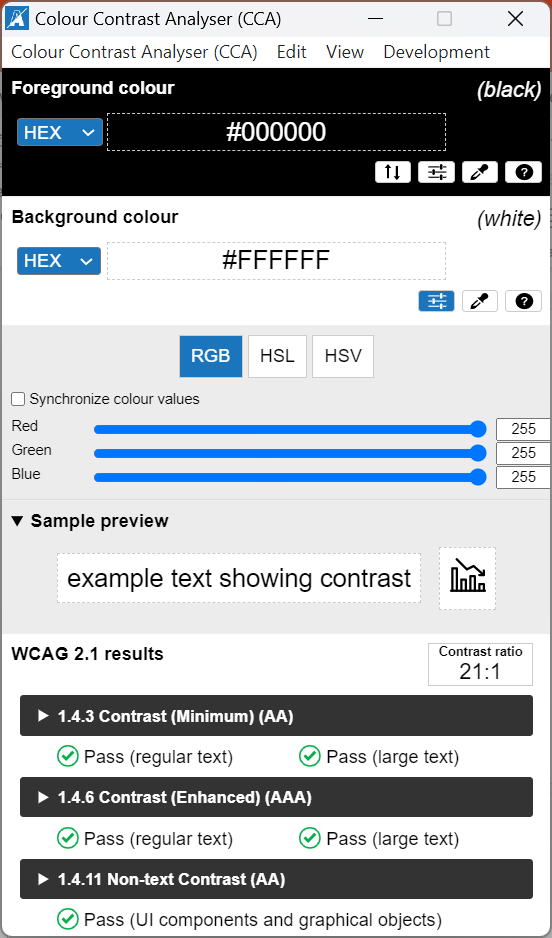 Colour Contrast Analyser (CCA)
Colour Contrast Analyser (CCA) Edit View Development
Foreground colour (black)
HEX #000000
?
Background colour (white)
HEX #FFFFFF
?
RGB HSL HSV
Synchronize colour values
Red 255
Green 255
Blue 255
Sample preview
example text showing contrast
WCAG 2.1 results
Contrast ratio
21:1
1.4.3 Contrast (Minimum) (AA)
Pass (regular text) Pass (large text)
1.4.6 Contrast (Enhanced) (AAA)
Pass (regular text) Pass (large text)
1.4.11 Non-text Contrast (AA)
Pass (UI components and graphical objects)